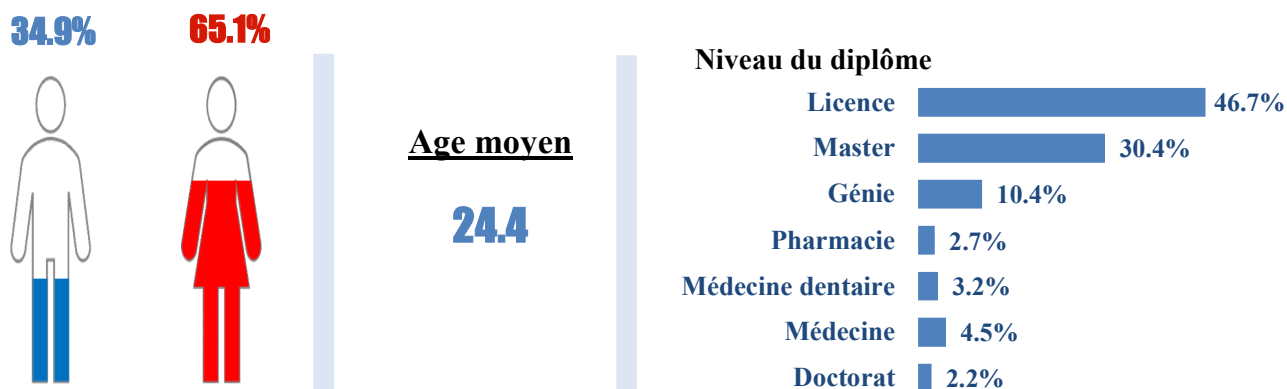 34.9% 65.1%
Age moyen
24.4
Niveau du diplôme
Licence 46.7%
Master 30.4%
Génie 10.4%
Pharmacie 2.7%
Médecine dentaire 3.2%
Médecine 4.5%
Doctorat 2.2%